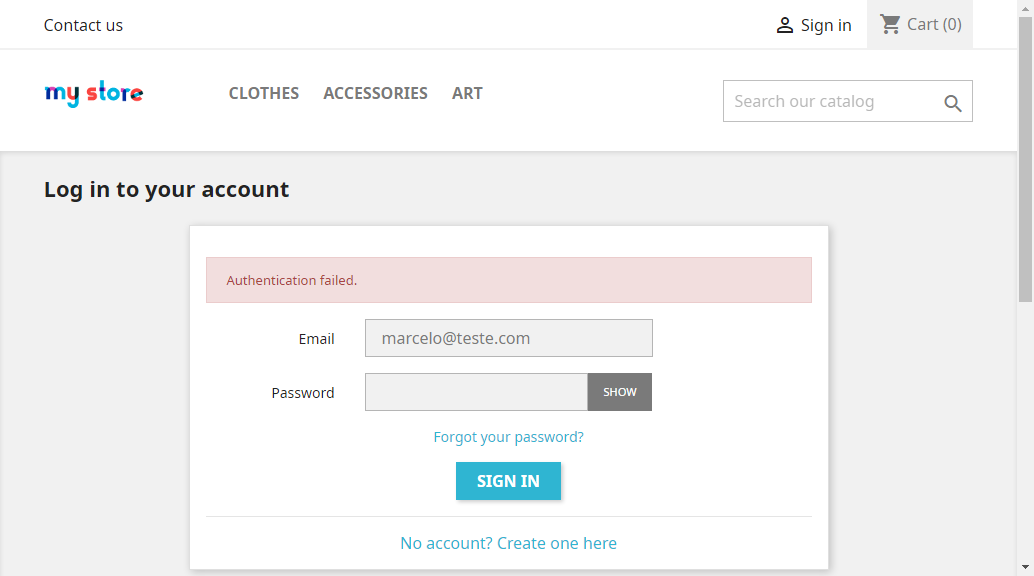 Contact us
Sign in
Cart (0)
my store
CLOTHES
ACCESSORIES
ART
Search our catalog
Log in to your account
Authentication failed.
Email
marcelo@teste.com
Password
SHOW
Forgot your password?
SIGN IN
No account? Create one here